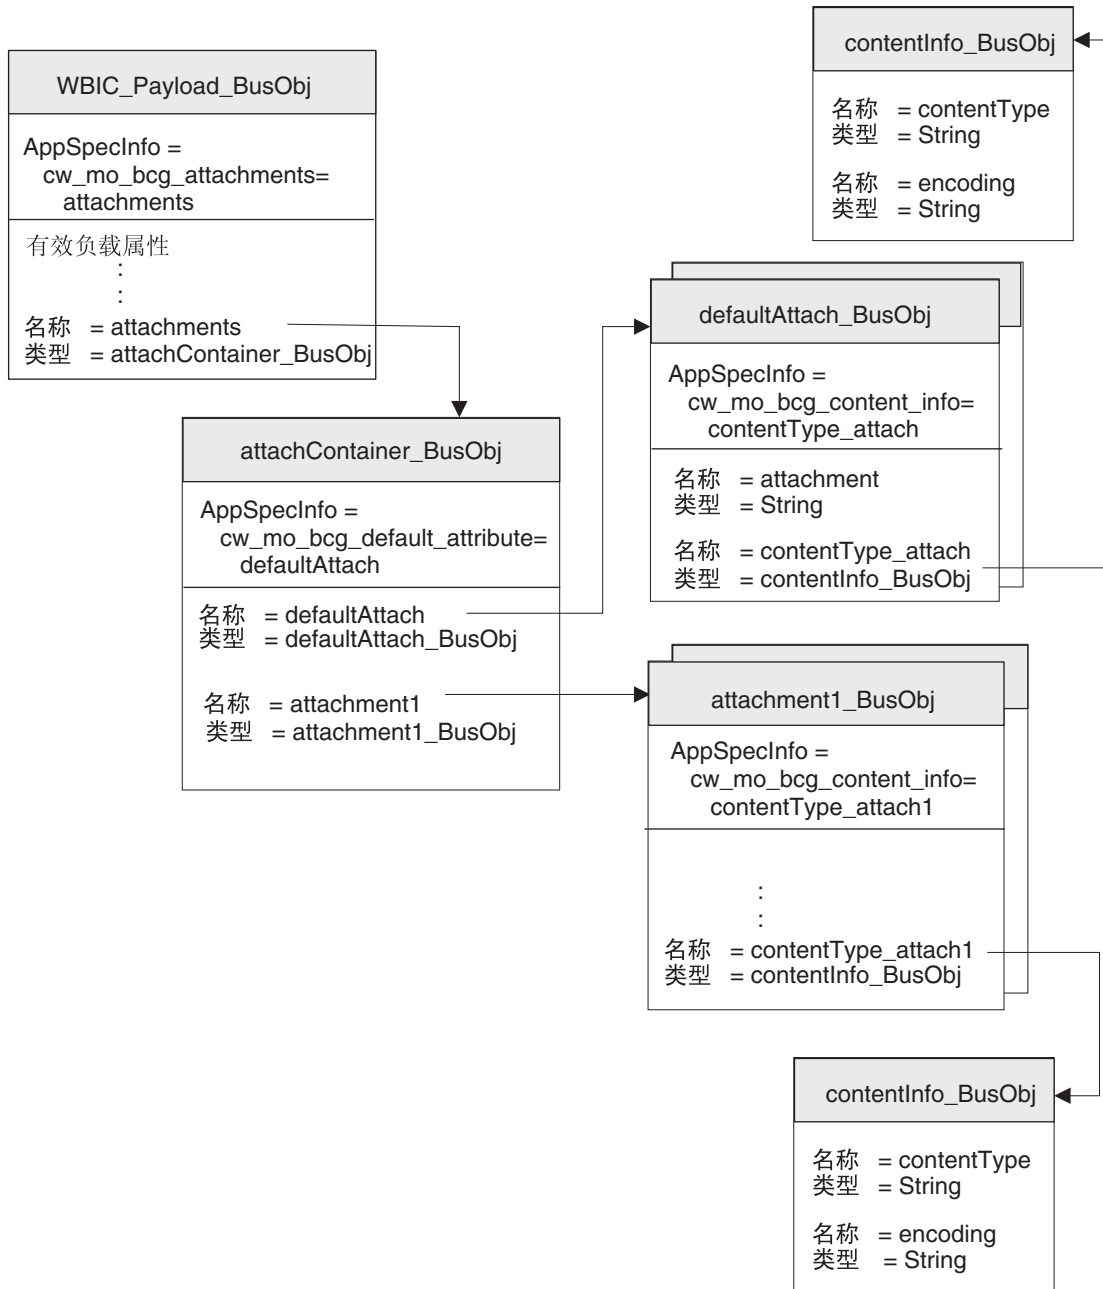 WBIC_Payload_BusObj
AppSpecInfo =
cw_mo_bcg_attachments=
attachments
有效负载属性
:
:
名称 = attachments
类型 = attachContainer_BusObj
contentInfo_BusObj
名称 = contentType
类型 = String
名称 = encoding
类型 = String
defaultAttach_BusObj
AppSpecInfo =
cw_mo_bcg_content_info=
contentType_attach
名称 = attachment
类型 = String
名称 = contentType_attach
类型 = contentInfo_BusObj
attachContainer_BusObj
AppSpecInfo =
cw_mo_bcg_default_attribute=
defaultAttach
名称 = defaultAttach
类型 = defaultAttach_BusObj
名称 = attachment1
类型 = attachment1_BusObj
attachment1_BusObj
AppSpecInfo =
cw_mo_bcg_content_info=
contentType_attach1
:
:
名称 = contentType_attach1
类型 = contentInfo_BusObj
contentInfo_BusObj
名称 = contentType
类型 = String
名称 = encoding
类型 = String